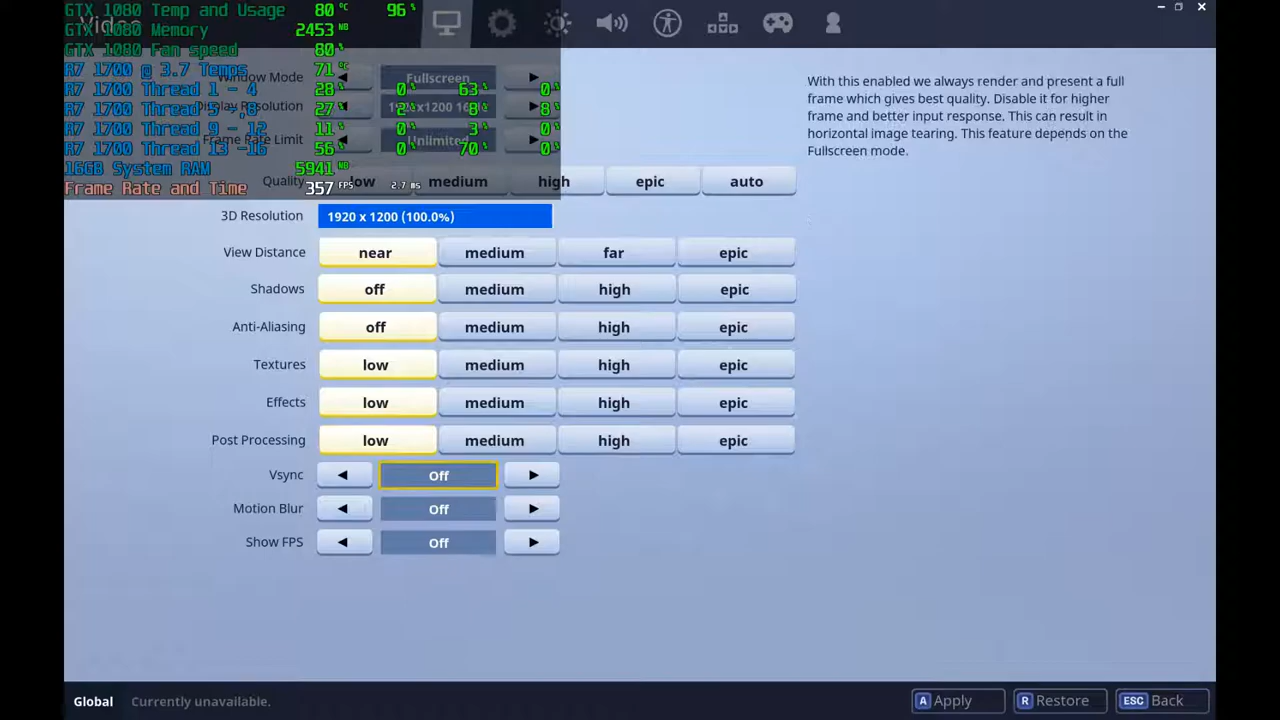 Video
GTX 1080 Temp and Usage 80 °C 96 %
GTX 1080 Memory 2453 MB
GTX 1080 Fan speed 80 %
R7 1700 @ 3.7 Temps 71 °C
Window Mode ◀ Fullscreen ▶
R7 1700 Thread 1 - 4 28 % 0 % 63 % 0 %
Display Resolution
R7 1700 Thread 5 - 8 27 % 2 % 8 % 8 %
R7 1700 Thread 9 - 12 11 % 0 % 3 % 0 %
Frame Rate Limit ◀ Unlimited ▶
R7 1700 Thread 13 -16 56 % 0 % 70 % 0 %
16GB System RAM 5941 MB
Frame Rate and Time 357 FPS 2.7 ms
Quality low medium high epic auto
3D Resolution 1920 x 1200 (100.0%)
View Distance near medium far epic
Shadows off medium high epic
Anti-Aliasing off medium high epic
Textures low medium high epic
Effects low medium high epic
Post Processing low medium high epic
Vsync ◀ Off ▶
Motion Blur ◀ Off ▶
Show FPS ◀ Off ▶
With this enabled we always render and present a full
frame which gives best quality. Disable it for higher
frame and better input response. This can result in
horizontal image tearing. This feature depends on the
Fullscreen mode.
Global Currently unavailable.
A Apply R Restore ESC Back